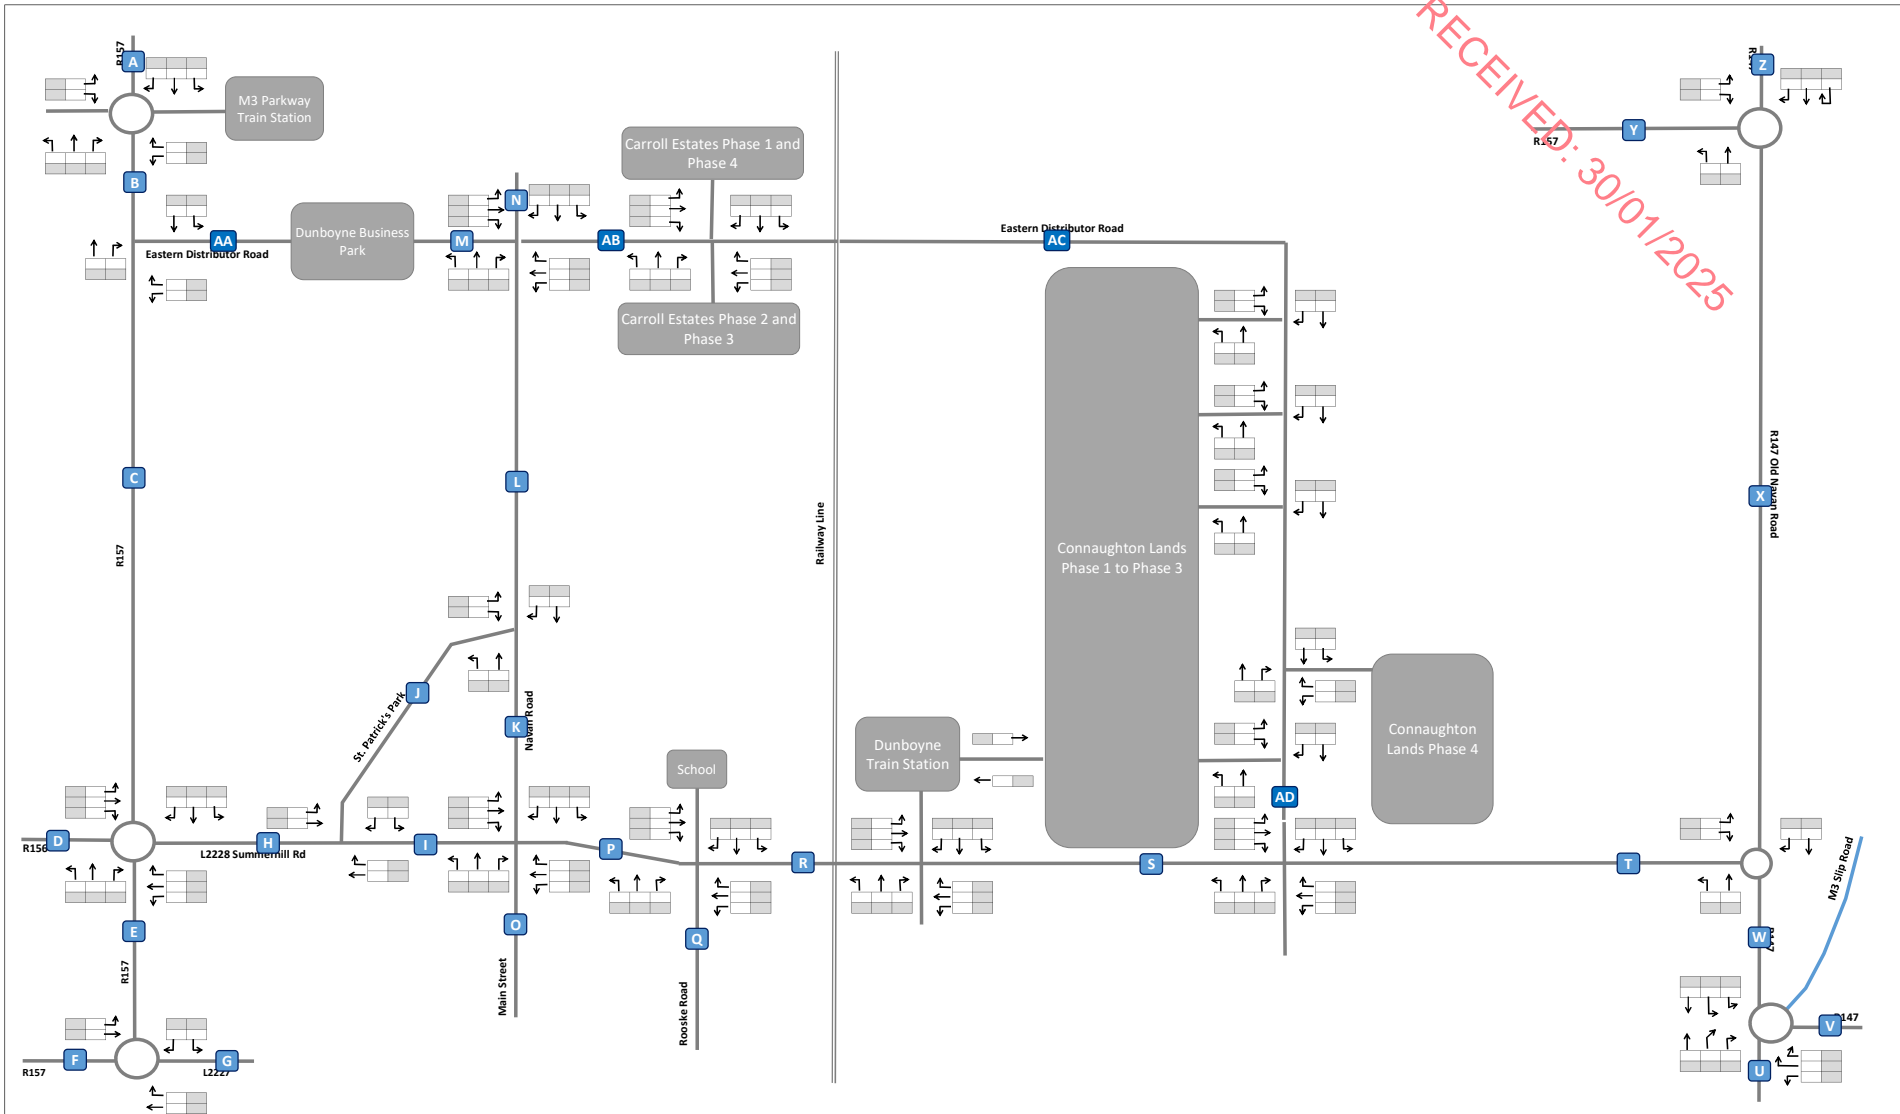 RECEIVED: 30/01/2025
R157
A
M3 Parkway
Train Station
B
Z
Y
R157
Carroll Estates Phase 1 and
Phase 4
N
Dunboyne Business
Park
AA
Eastern Distributor Road
M
AB
Eastern Distributor Road
AC
Carroll Estates Phase 2 and
Phase 3
C
R157
L
Railway Line
Connaughton Lands
Phase 1 to Phase 3
X
R147 Old Navan Road
J
St. Patrick's Park
K
Navan Road
School
Dunboyne
Train Station
Connaughton
Lands Phase 4
AD
D
R156
H
L2228 Summerhill Rd
I
P
R
S
T
M3 Slip Road
E
R157
O
Main Street
Q
Rooske Road
W
F
R157
G
L2227
V
R147
U